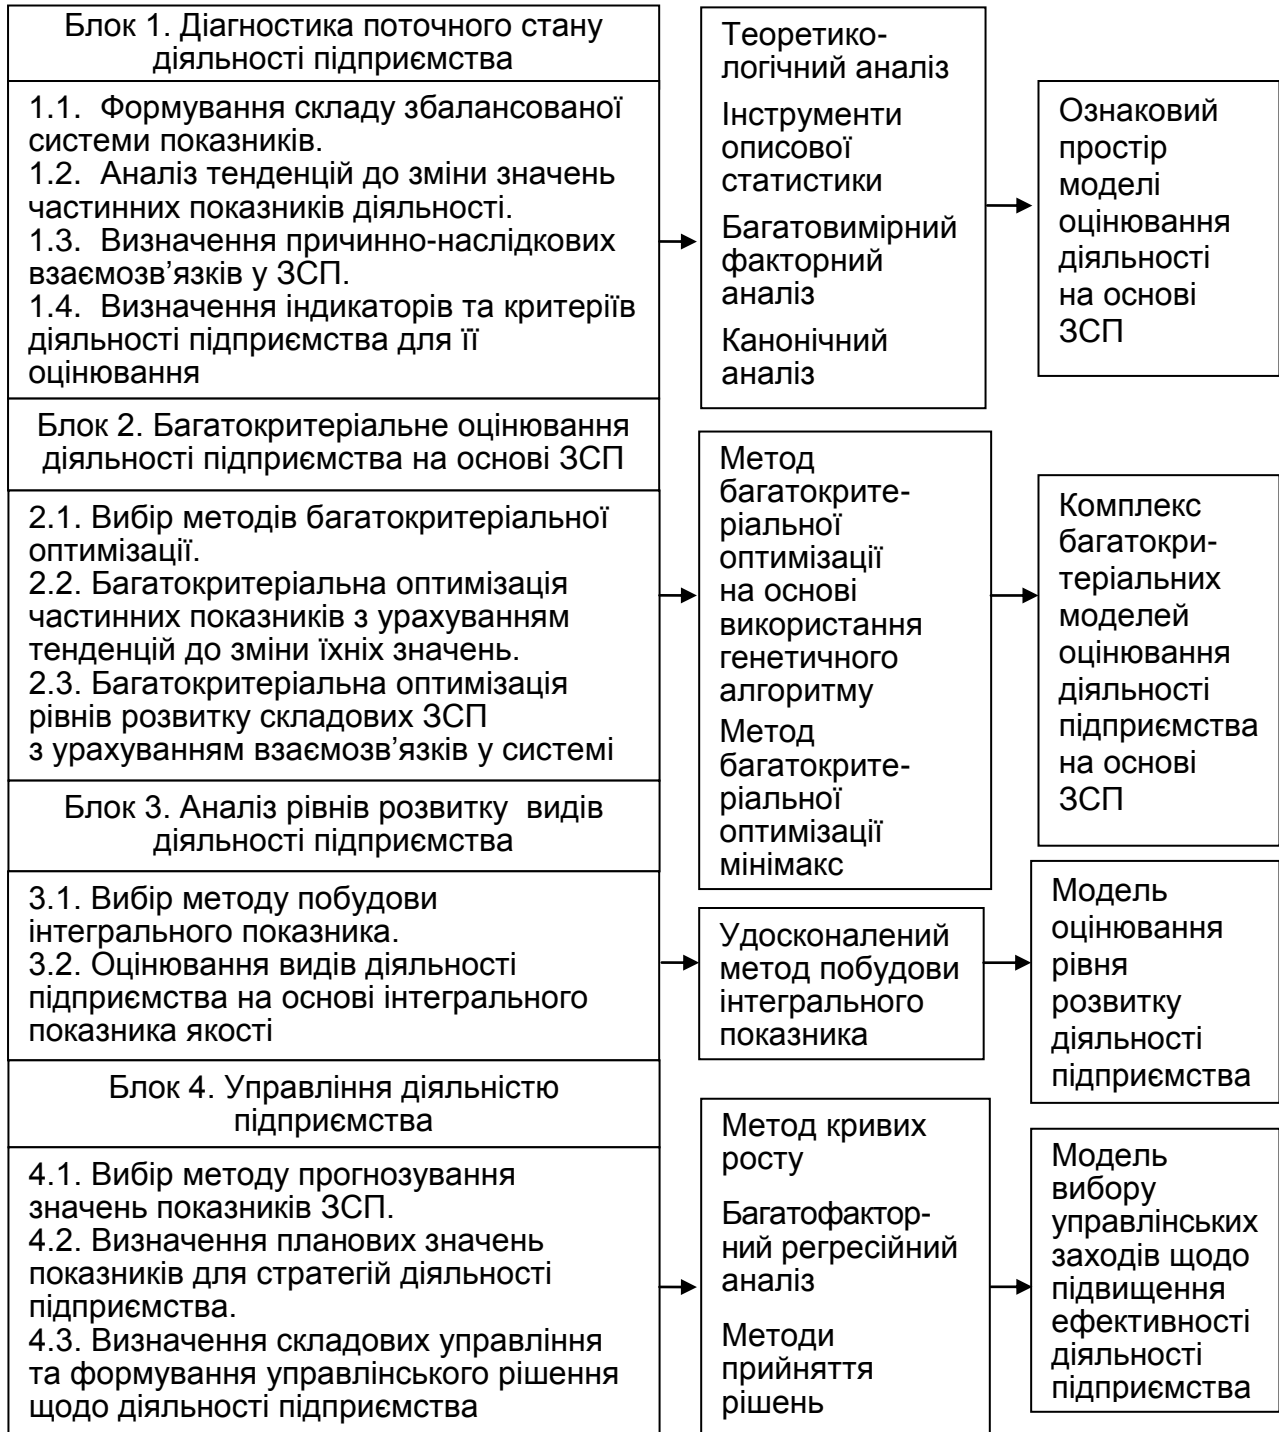 Блок 1. Діагностика поточного стану
діяльності підприємства
1.1. Формування складу збалансованої
системи показників.
1.2. Аналіз тенденцій до зміни значень
частинних показників діяльності.
1.3. Визначення причинно-наслідкових
взаємозв’язків у ЗСП.
1.4. Визначення індикаторів та критеріїв
діяльності підприємства для її
оцінювання
Теоретико-
логічний аналіз
Інструменти
описової
статистики
Багатовимірний
факторний
аналіз
Канонічний
аналіз
Ознаковий
простір
моделі
оцінювання
діяльності
на основі
ЗСП
Блок 2. Багатокритеріальне оцінювання
діяльності підприємства на основі ЗСП
2.1. Вибір методів багатокритеріальної
оптимізації.
2.2. Багатокритеріальна оптимізація
частинних показників з урахуванням
тенденцій до зміни їхніх значень.
2.3. Багатокритеріальна оптимізація
рівнів розвитку складових ЗСП
з урахуванням взаємозв’язків у системі
Метод
багатокрите-
ріальної
оптимізації
на основі
використання
генетичного
алгоритму
Метод
багатокрите-
ріальної
оптимізації
мінімакс
Комплекс
багатокри-
теріальних
моделей
оцінювання
діяльності
підприємства
на основі
ЗСП
Блок 3. Аналіз рівнів розвитку видів
діяльності підприємства
3.1. Вибір методу побудови
інтегрального показника.
3.2. Оцінювання видів діяльності
підприємства на основі інтегрального
показника якості
Удосконалений
метод побудови
інтегрального
показника
Модель
оцінювання
рівня
розвитку
діяльності
підприємства
Блок 4. Управління діяльністю
підприємства
4.1. Вибір методу прогнозування
значень показників ЗСП.
4.2. Визначення планових значень
показників для стратегій діяльності
підприємства.
4.3. Визначення складових управління
та формування управлінського рішення
щодо діяльності підприємства
Метод кривих
росту
Багатофактор-
ний регресійний
аналіз
Методи
прийняття
рішень
Модель
вибору
управлінських
заходів щодо
підвищення
ефективності
діяльності
підприємства